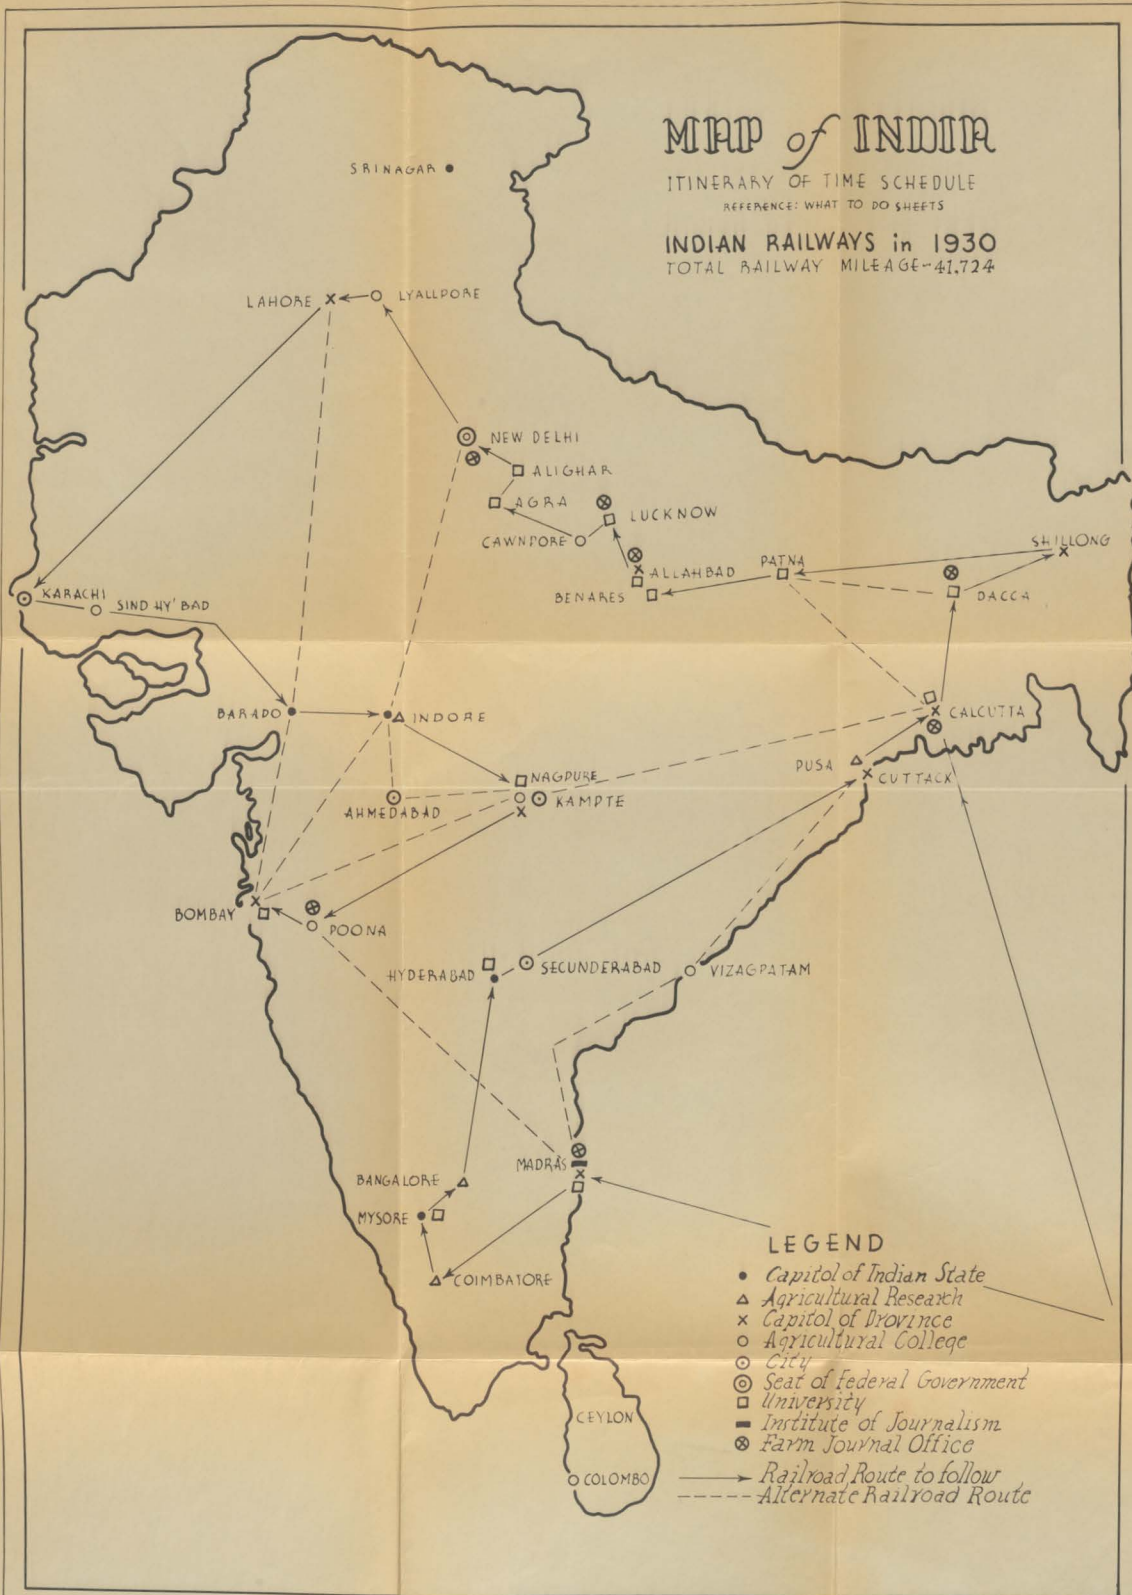 MAP of INDIA
ITINERARY OF TIME SCHEDULE
REFERENCE: WHAT TO DO SHEETS
INDIAN RAILWAYS in 1930
TOTAL RAILWAY MILEAGE-41,724
SRINAGAR
LAHORE
LYALLPORE
NEW DELHI
ALIGHAR
AGRA
LUCKNOW
CAWNPORE
SHILLONG
ALLAHBAD
PATNA
BENARES
DACCA
KARACHI
SIND HY'BAD
BARADO
INDORE
CALCUTTA
PUSA
CUTTACK
NAGPURE
KAMPTE
AHMEDABAD
BOMBAY
POONA
HYDERABAD
SECUNDERABAD
VIZAGPATAM
MADRAS
BANGALORE
MYSORE
COIMBATORE
CEYLON
COLOMBO
LEGEND
Capitol of Indian State
Agricultural Research
Capitol of Province
Agricultural College
City
Seat of Federal Government
University
Institute of Journalism
Farm Journal Office
Railroad Route to follow
Alternate Railroad Route